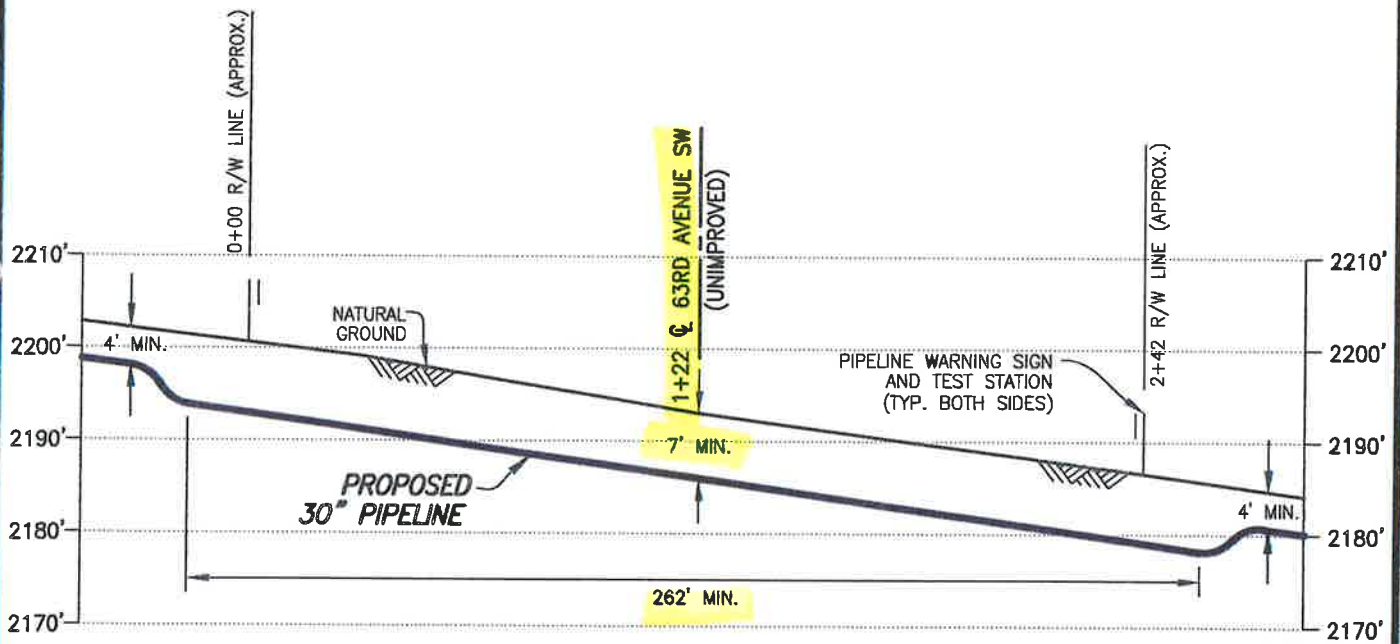 0+00 R/W LINE (APPROX.)
1+22 ℄ 63RD AVENUE SW
(UNIMPROVED)
2+42 R/W LINE (APPROX.)
2210'
2210'
NATURAL
GROUND
4' MIN.
2200'
2200'
PIPELINE WARNING SIGN
AND TEST STATION
(TYP. BOTH SIDES)
2190'
7' MIN.
2190'
PROPOSED
30" PIPELINE
4' MIN.
2180'
2180'
262' MIN.
2170'
2170'